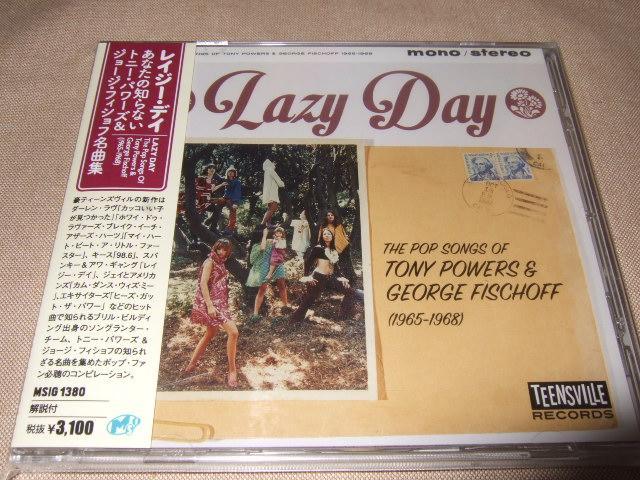 レイジー・デイ
あなたの知らない
トニー・パワーズ＆
ジョージ・フィショフ名曲集
LAZY DAY
The Pop Songs Of
Tony Powers &
George Fischoff
(1965-1968)
豪ティーンズヴィルの新作は
ダーレン・ラヴ「カッコいい子
が見つかった」「ホワイ・ドゥ・
ラヴァーズ・ブレイク・イーチ・
アザーズ・ハーツ」「マイ・ハ
ート・ビート・ア・リトル・ファー
スター」、キース「98.6」、スパ
ンキー＆アワ・ギャング「レイ
ジー・デイ」、ジェイとアメリカ
ンズ「カム・ダンス・ウィズ・ミー
」、エキサイターズ「ヒーズ・ガット
・ザ・パワー」などのヒット
曲で知られるブリル・ビルディ
ング出身のソングランター・
チーム、トニー・パワーズ＆
ジョージ・フィショフの知られ
ざる名曲を集めたポップ・ファ
ン必聴のコンピレーション。
MSIG 1380
解説付
税抜¥3,100
SONGS OF TONY POWERS & GEORGE FISCHOFF 1965-1968
mono/stereo
Lazy Day
THE POP SONGS OF
TONY POWERS &
GEORGE FISCHOFF
(1965-1968)
TEENSVILLE
RECORDS